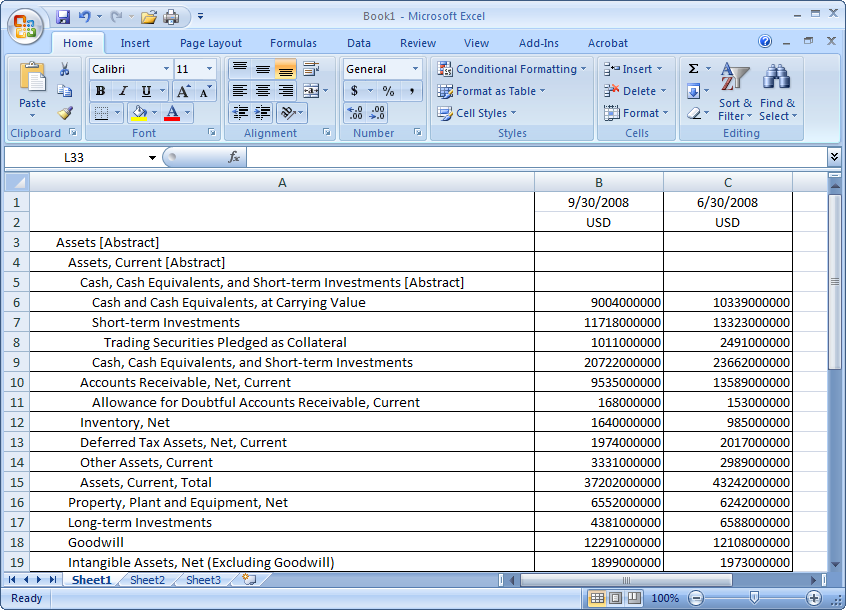 Book1 - Microsoft Excel
Home Insert Page Layout Formulas Data Review View Add-Ins Acrobat
Calibri 11 General Conditional Formatting Insert Σ
Paste B I U A A $ % , Format as Table Delete Sort & Filter Find & Select
A .00 .00 Cell Styles Format
Clipboard Font Alignment Number Styles Cells Editing
L33 fx
A B C
1 9/30/2008 6/30/2008
2 USD USD
3 Assets [Abstract]
4 Assets, Current [Abstract]
5 Cash, Cash Equivalents, and Short-term Investments [Abstract]
6 Cash and Cash Equivalents, at Carrying Value 9004000000 10339000000
7 Short-term Investments 11718000000 13323000000
8 Trading Securities Pledged as Collateral 1011000000 2491000000
9 Cash, Cash Equivalents, and Short-term Investments 20722000000 23662000000
10 Accounts Receivable, Net, Current 9535000000 13589000000
11 Allowance for Doubtful Accounts Receivable, Current 168000000 153000000
12 Inventory, Net 1640000000 985000000
13 Deferred Tax Assets, Net, Current 1974000000 2017000000
14 Other Assets, Current 3331000000 2989000000
15 Assets, Current, Total 37202000000 43242000000
16 Property, Plant and Equipment, Net 6552000000 6242000000
17 Long-term Investments 4381000000 6588000000
18 Goodwill 12291000000 12108000000
19 Intangible Assets, Net (Excluding Goodwill) 1899000000 1973000000
Sheet1 Sheet2 Sheet3
Ready 100%